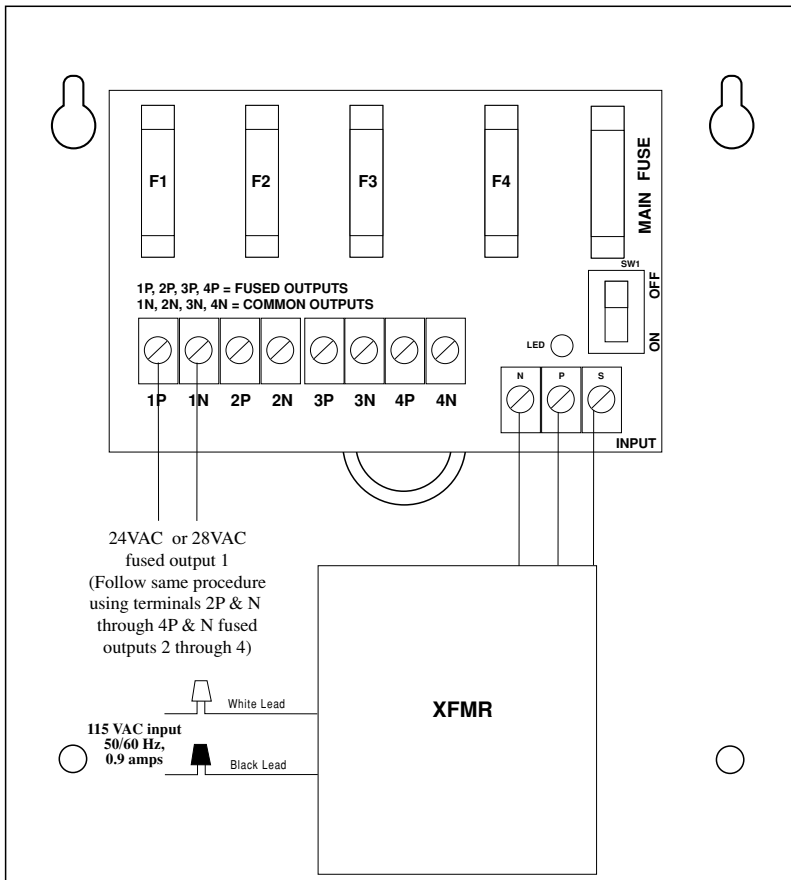 F1
F2
F3
F4
MAIN FUSE
SW1
OFF
ON
1P, 2P, 3P, 4P = FUSED OUTPUTS
1N, 2N, 3N, 4N = COMMON OUTPUTS
LED
N P S
1P 1N 2P 2N 3P 3N 4P 4N
INPUT
24VAC or 28VAC
fused output 1
(Follow same procedure
using terminals 2P & N
through 4P & N fused
outputs 2 through 4)
XFMR
White Lead
115 VAC input
50/60 Hz,
0.9 amps
Black Lead